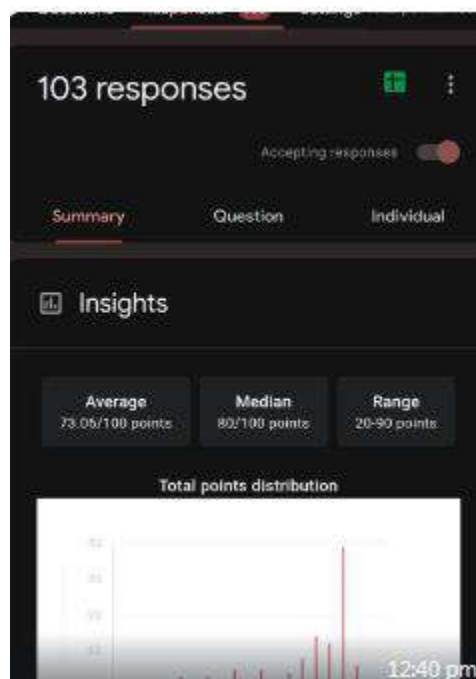 103 responses
Accepting responses
Summary Question Individual
Insights
Average Median Range
73.05/100 points 80/100 points 20-90 points
Total points distribution
12:40 pm